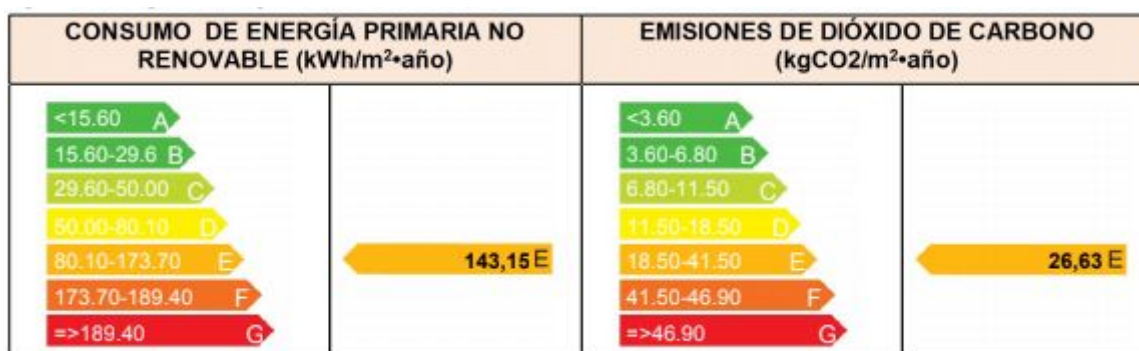 CONSUMO DE ENERGÍA PRIMARIA NO
RENOVABLE (kWh/m²•año)
<15.60 A
15.60-29.6 B
29.60-50.00 C
50.00-80.10 D
80.10-173.70 E
173.70-189.40 F
=>189.40 G
143,15 E
EMISIONES DE DIÓXIDO DE CARBONO
(kgCO2/m²•año)
<3.60 A
3.60-6.80 B
6.80-11.50 C
11.50-18.50 D
18.50-41.50 E
41.50-46.90 F
=>46.90 G
26,63 E